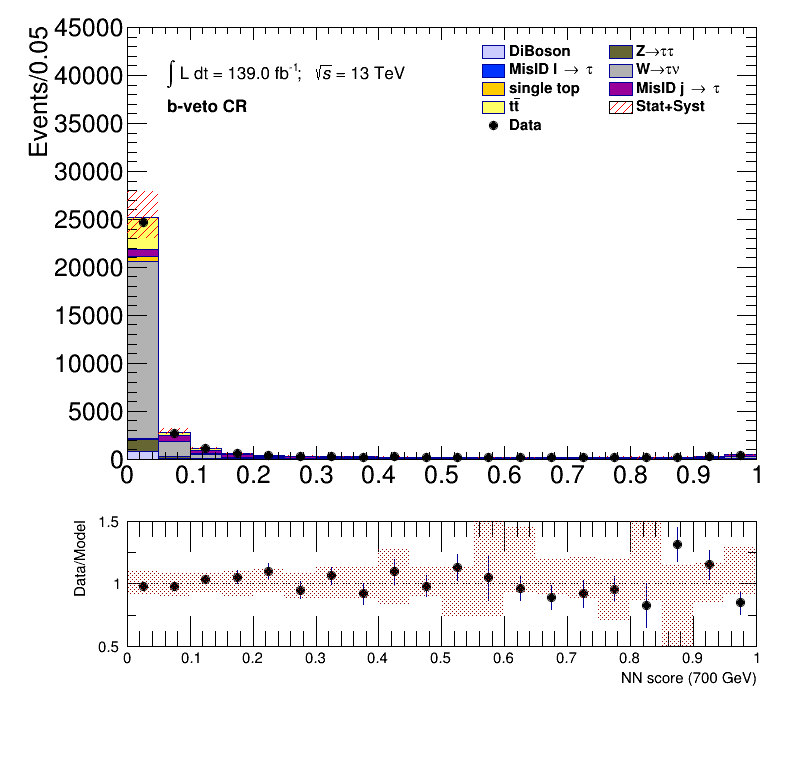 45000
40000
35000
30000
25000
20000
15000
10000
5000
0
Events/0.05
∫ L dt = 139.0 fb⁻¹; √s = 13 TeV
b-veto CR
DiBoson
MisID l → τ
single top
tt̄
Data
Z→ττ
W→τν
MisID j → τ
Stat+Syst
0 0.1 0.2 0.3 0.4 0.5 0.6 0.7 0.8 0.9 1
Data/Model
1.5
1
0.5
0 0.1 0.2 0.3 0.4 0.5 0.6 0.7 0.8 0.9 1
NN score (700 GeV)